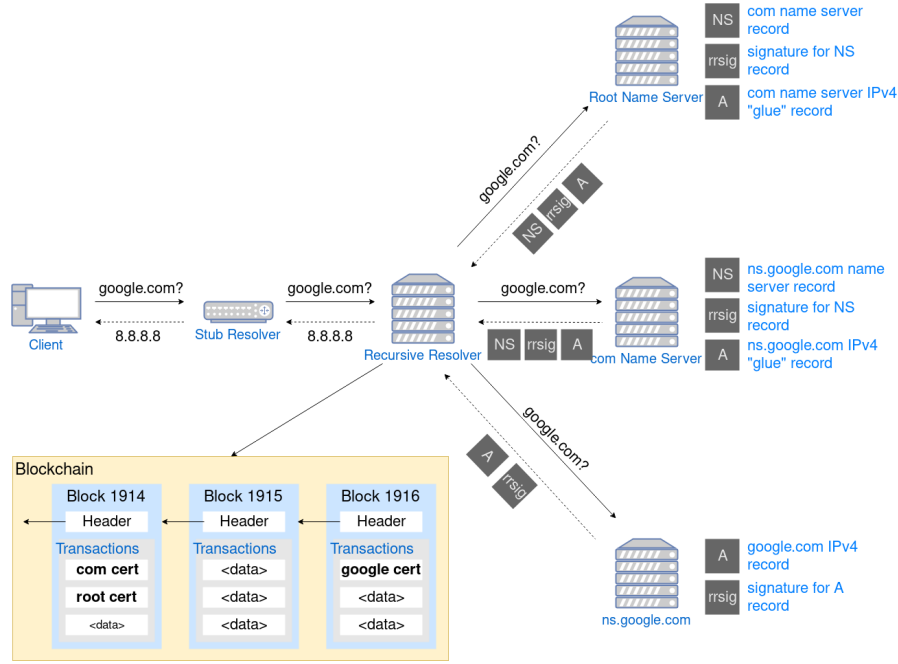 NS
com name server
record
rrsig
signature for NS
record
A
com name server IPv4
"glue" record
Root Name Server
google.com?
NS
rrsig
A
google.com?
8.8.8.8
Client
Stub Resolver
google.com?
8.8.8.8
Recursive Resolver
google.com?
NS
rrsig
A
com Name Server
NS
ns.google.com name
server record
rrsig
signature for NS
record
A
ns.google.com IPv4
"glue" record
google.com?
A
rrsig
ns.google.com
A
google.com IPv4
record
rrsig
signature for A
record
Blockchain
Block 1914
Header
Transactions
com cert
root cert
<data>
Block 1915
Header
Transactions
<data>
<data>
<data>
Block 1916
Header
Transactions
google cert
<data>
<data>